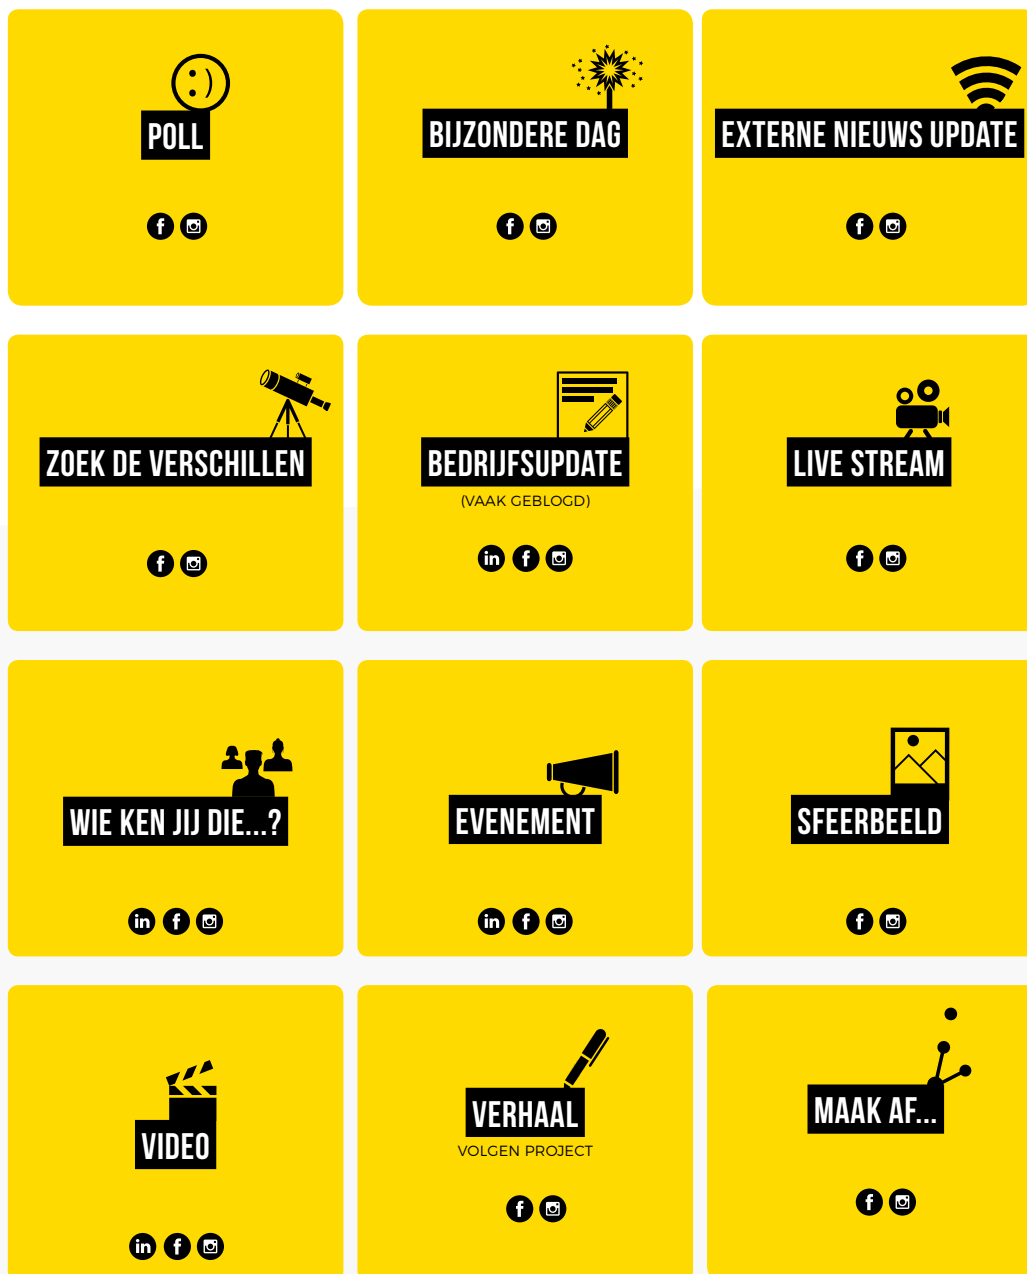 POLL
BIJZONDERE DAG
EXTERNE NIEUWS UPDATE
ZOEK DE VERSCHILLEN
BEDRIJFSUPDATE
(VAAK GEBLOGD)
LIVE STREAM
WIE KEN JIJ DIE...?
EVENEMENT
SFEERBEELD
VIDEO
VERHAAL
VOLGEN PROJECT
MAAK AF...